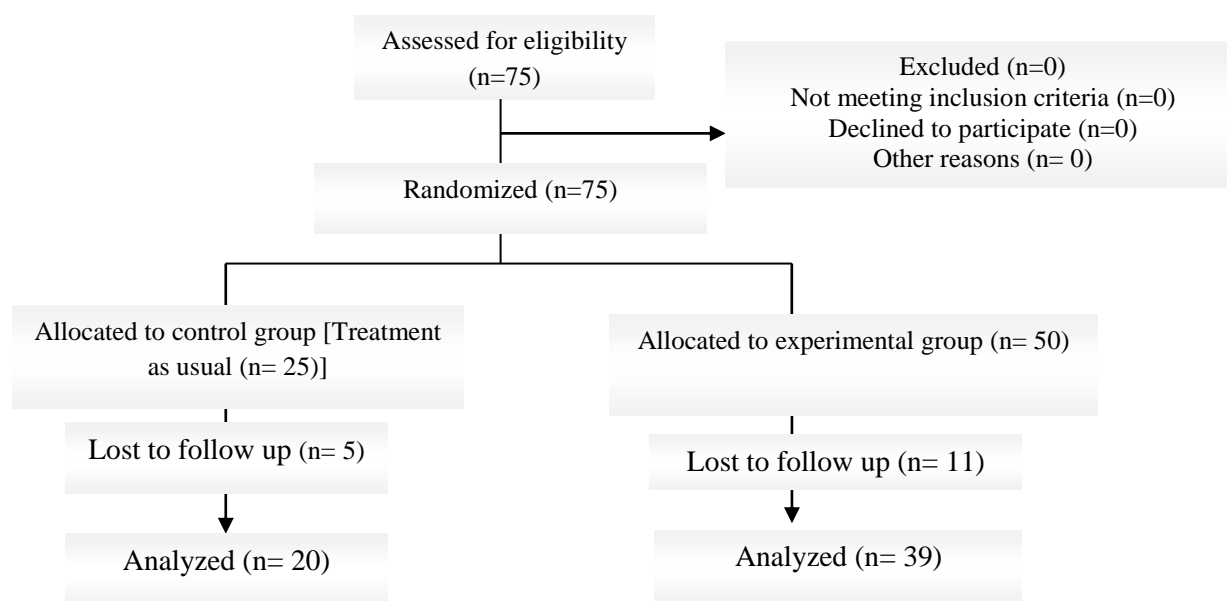 Assessed for eligibility
(n=75)
Excluded (n=0)
Not meeting inclusion criteria (n=0)
Declined to participate (n=0)
Other reasons (n= 0)
Randomized (n=75)
Allocated to control group [Treatment
as usual (n= 25)]
Allocated to experimental group (n= 50)
Lost to follow up (n= 5)
Lost to follow up (n= 11)
Analyzed (n= 20)
Analyzed (n= 39)